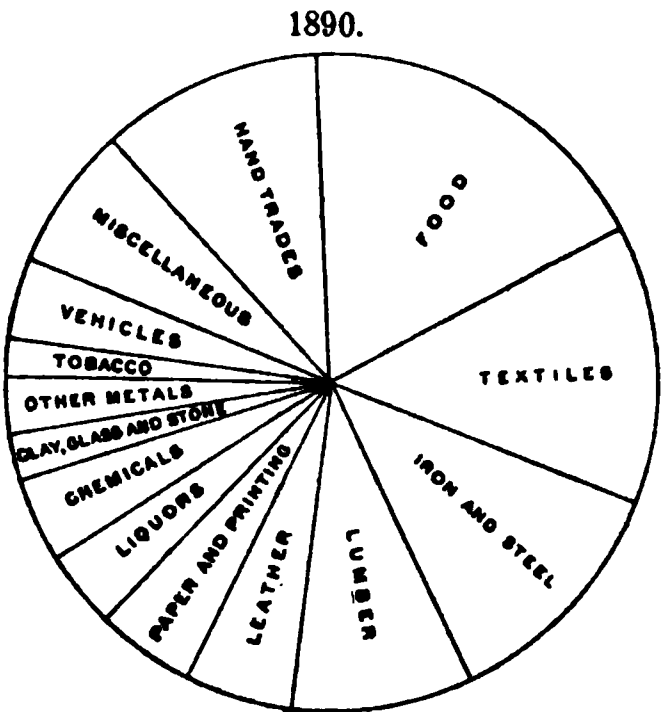 1890.
FOOD
TEXTILES
IRON AND STEEL
LUMBER
LEATHER
PAPER AND PRINTING
LIQUORS
CHEMICALS
CLAY, GLASS AND STONE
OTHER METALS
TOBACCO
VEHICLES
MISCELLANEOUS
HAND TRADES